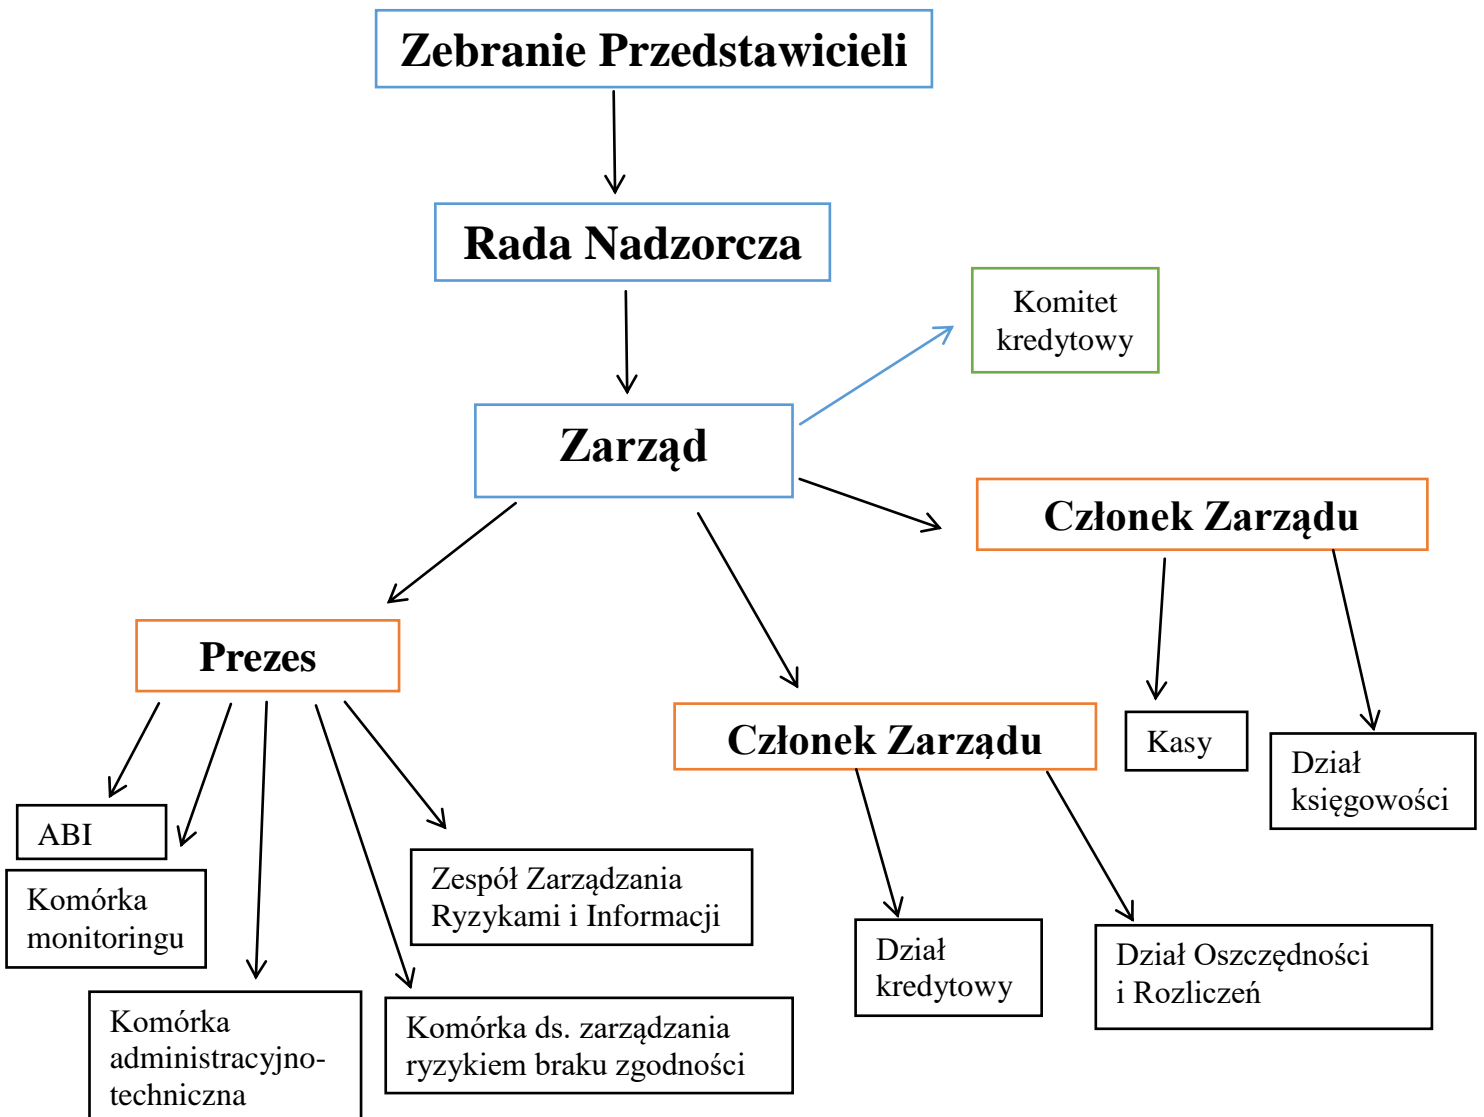 Zebranie Przedstawicieli
Rada Nadzorcza
Komitet
kredytowy
Zarząd
Członek Zarządu
Prezes
Członek Zarządu
Kasy
Dział
księgowości
ABI
Komórka
monitoringu
Zespół Zarządzania
Ryzykami i Informacji
Dział
kredytowy
Dział Oszczędności
i Rozliczeń
Komórka
administracyjno-
techniczna
Komórka ds. zarządzania
ryzykiem braku zgodności